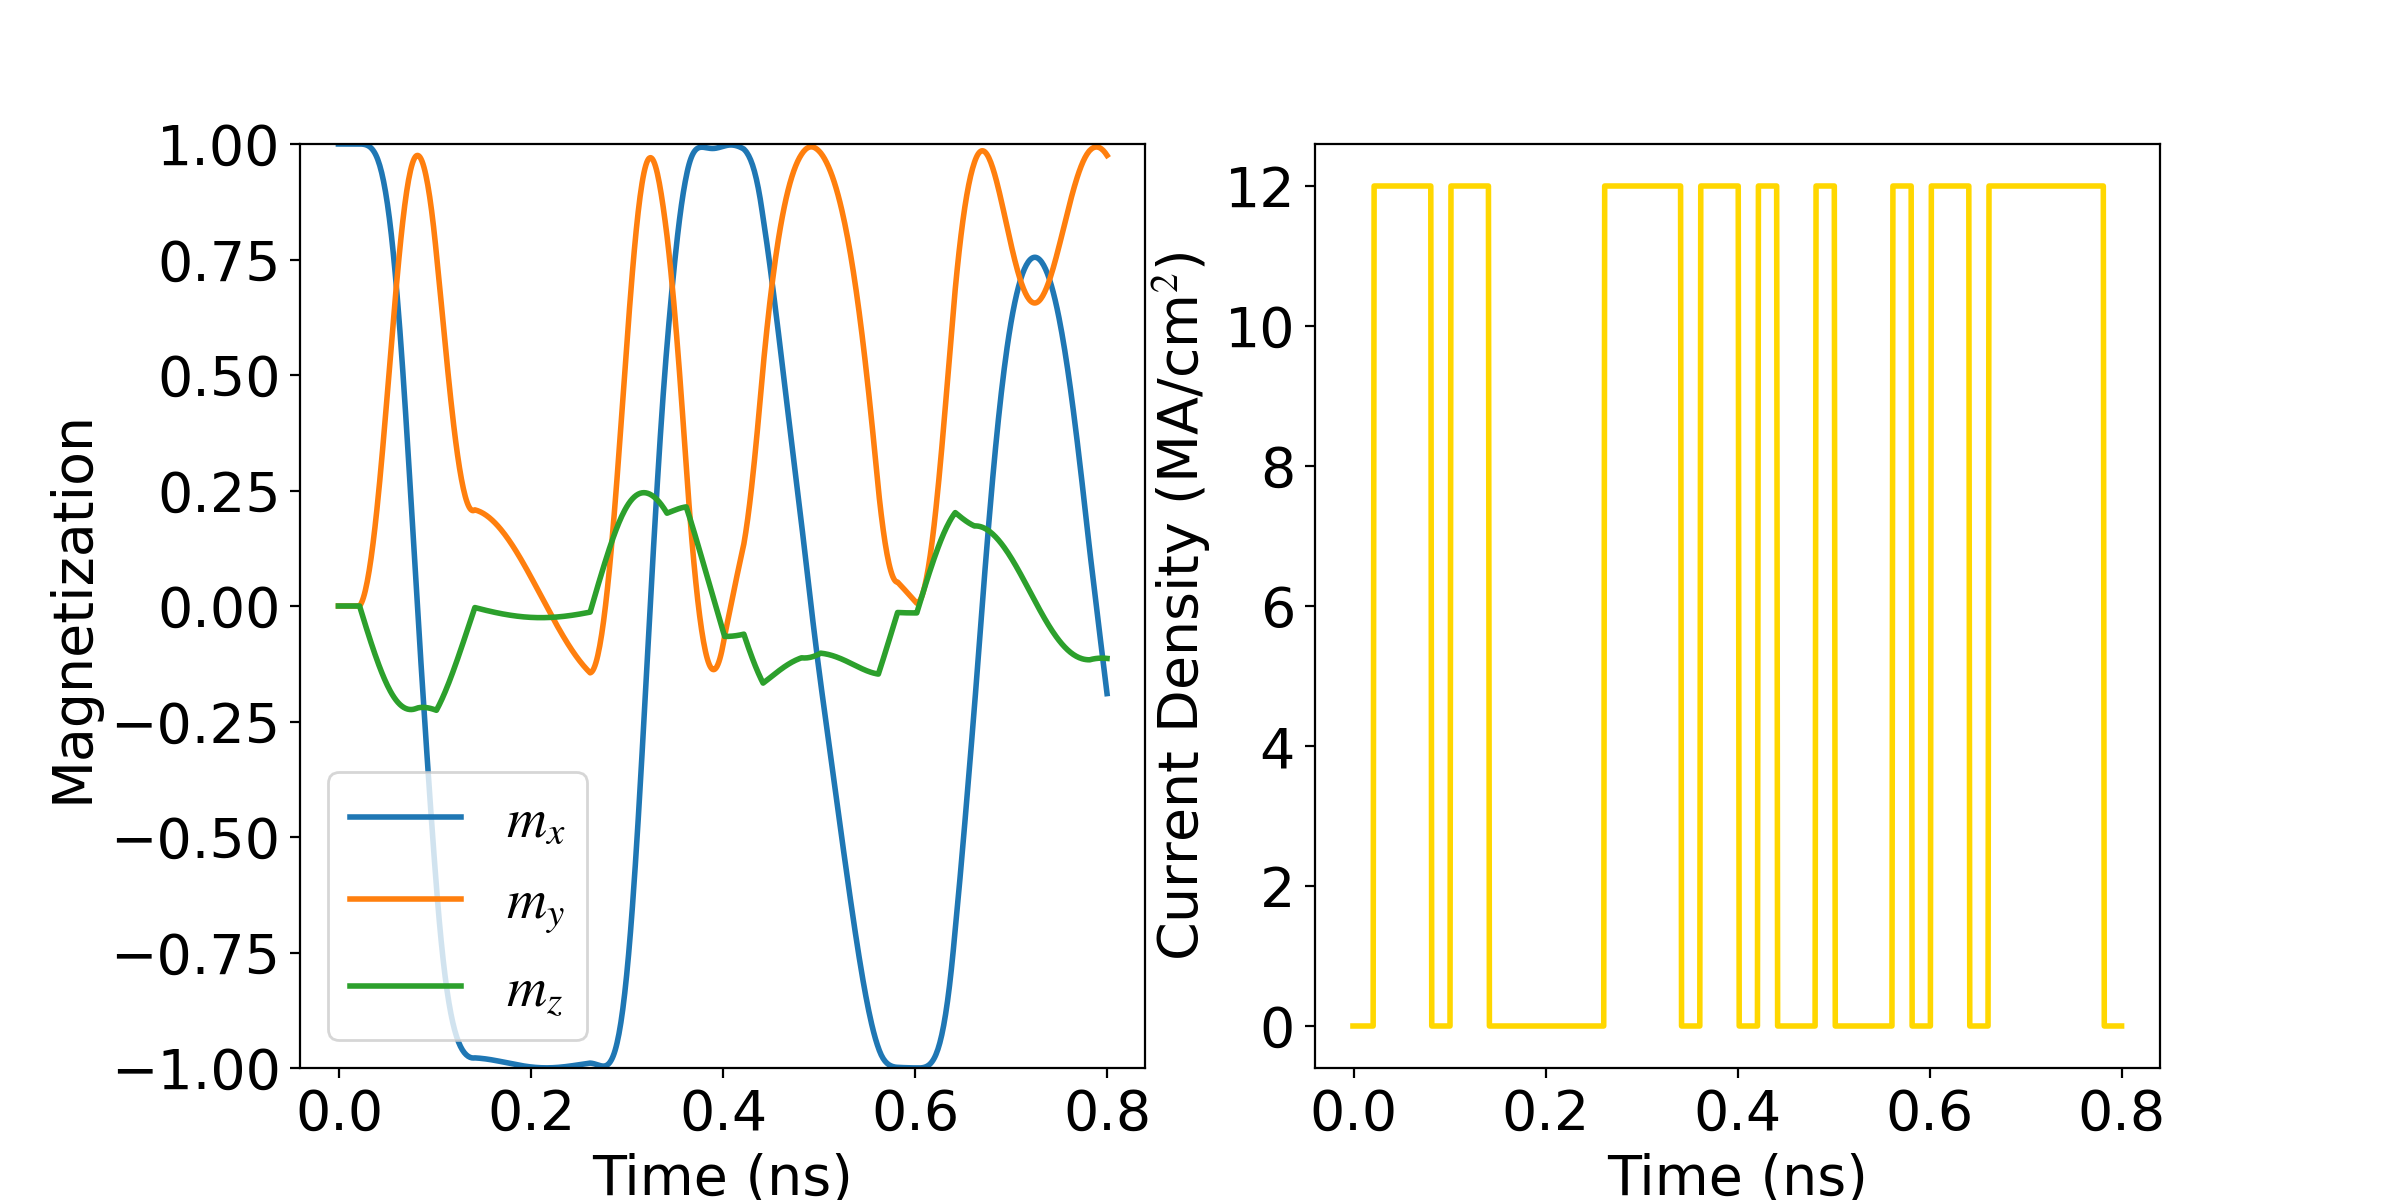 Magnetization
1.00
0.75
0.50
0.25
0.00
−0.25
−0.50
−0.75
−1.00
m_x
m_y
m_z
0.0 0.2 0.4 0.6 0.8
Time (ns)
Current Density (MA/cm²)
12
10
8
6
4
2
0
0.0 0.2 0.4 0.6 0.8
Time (ns)